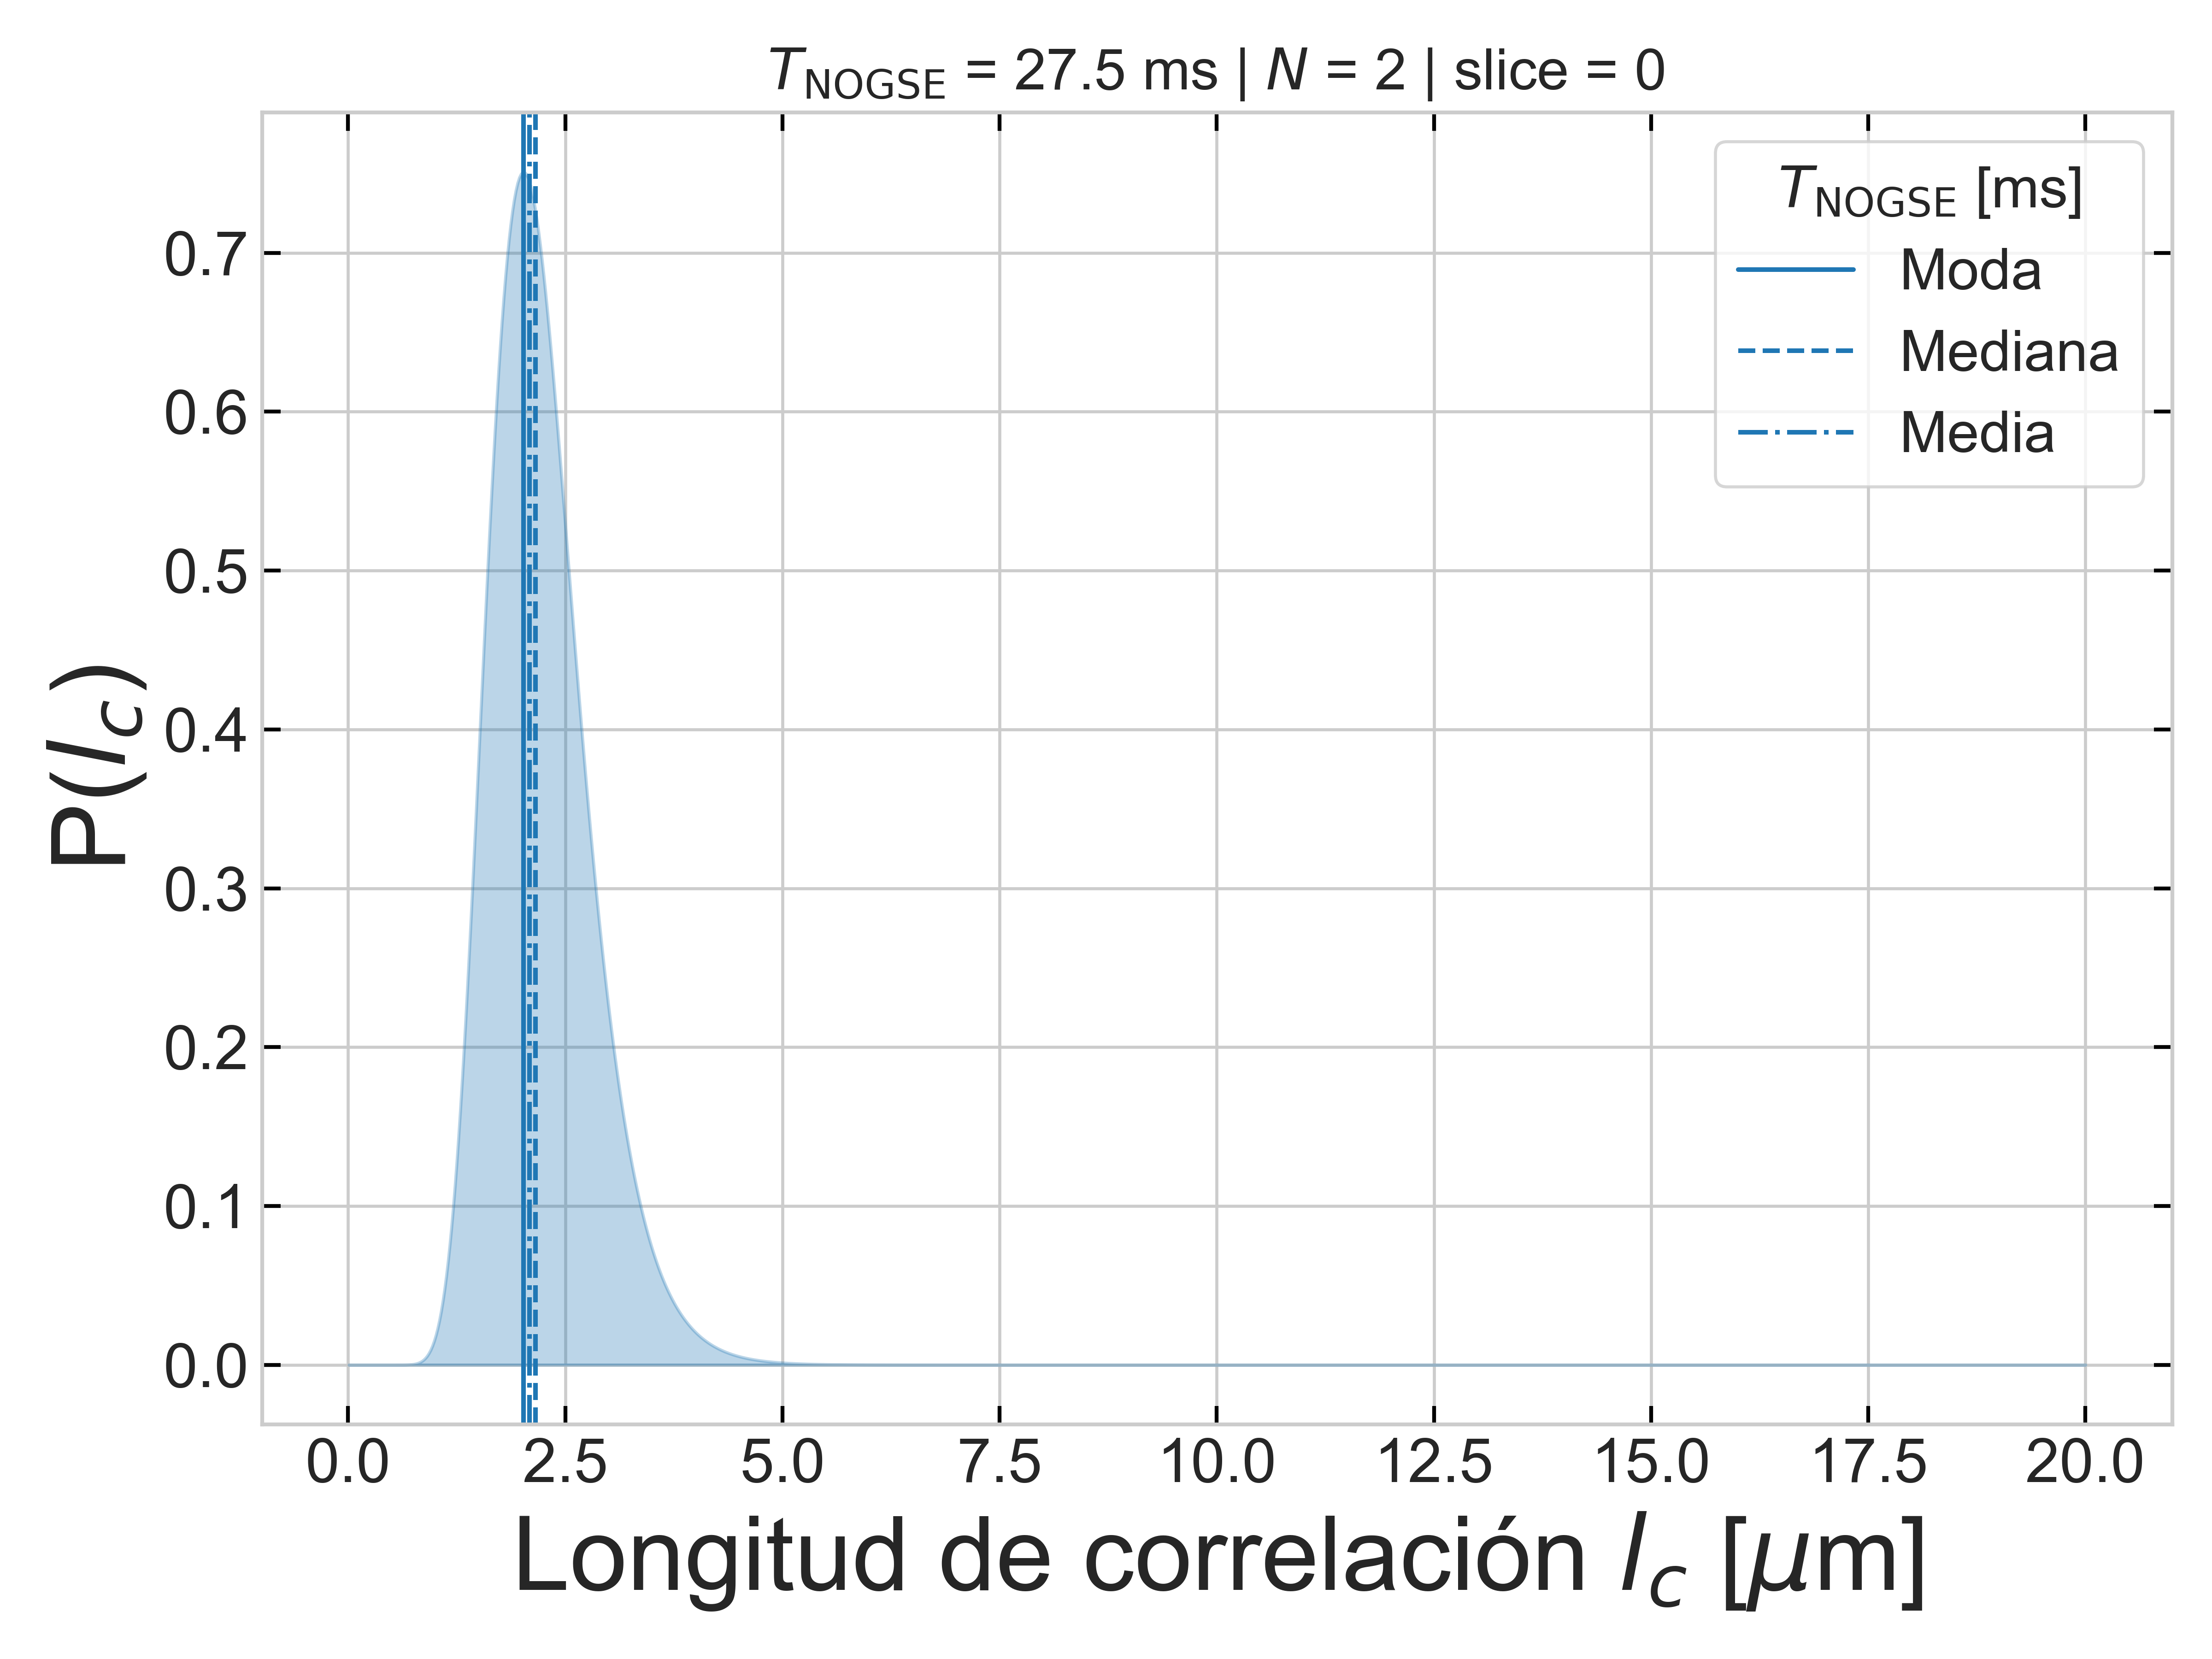 T_NOGSE = 27.5 ms | N = 2 | slice = 0
T_NOGSE [ms]
Moda
Mediana
Media
P(l_c)
0.7
0.6
0.5
0.4
0.3
0.2
0.1
0.0
0.0 2.5 5.0 7.5 10.0 12.5 15.0 17.5 20.0
Longitud de correlación l_c [μm]